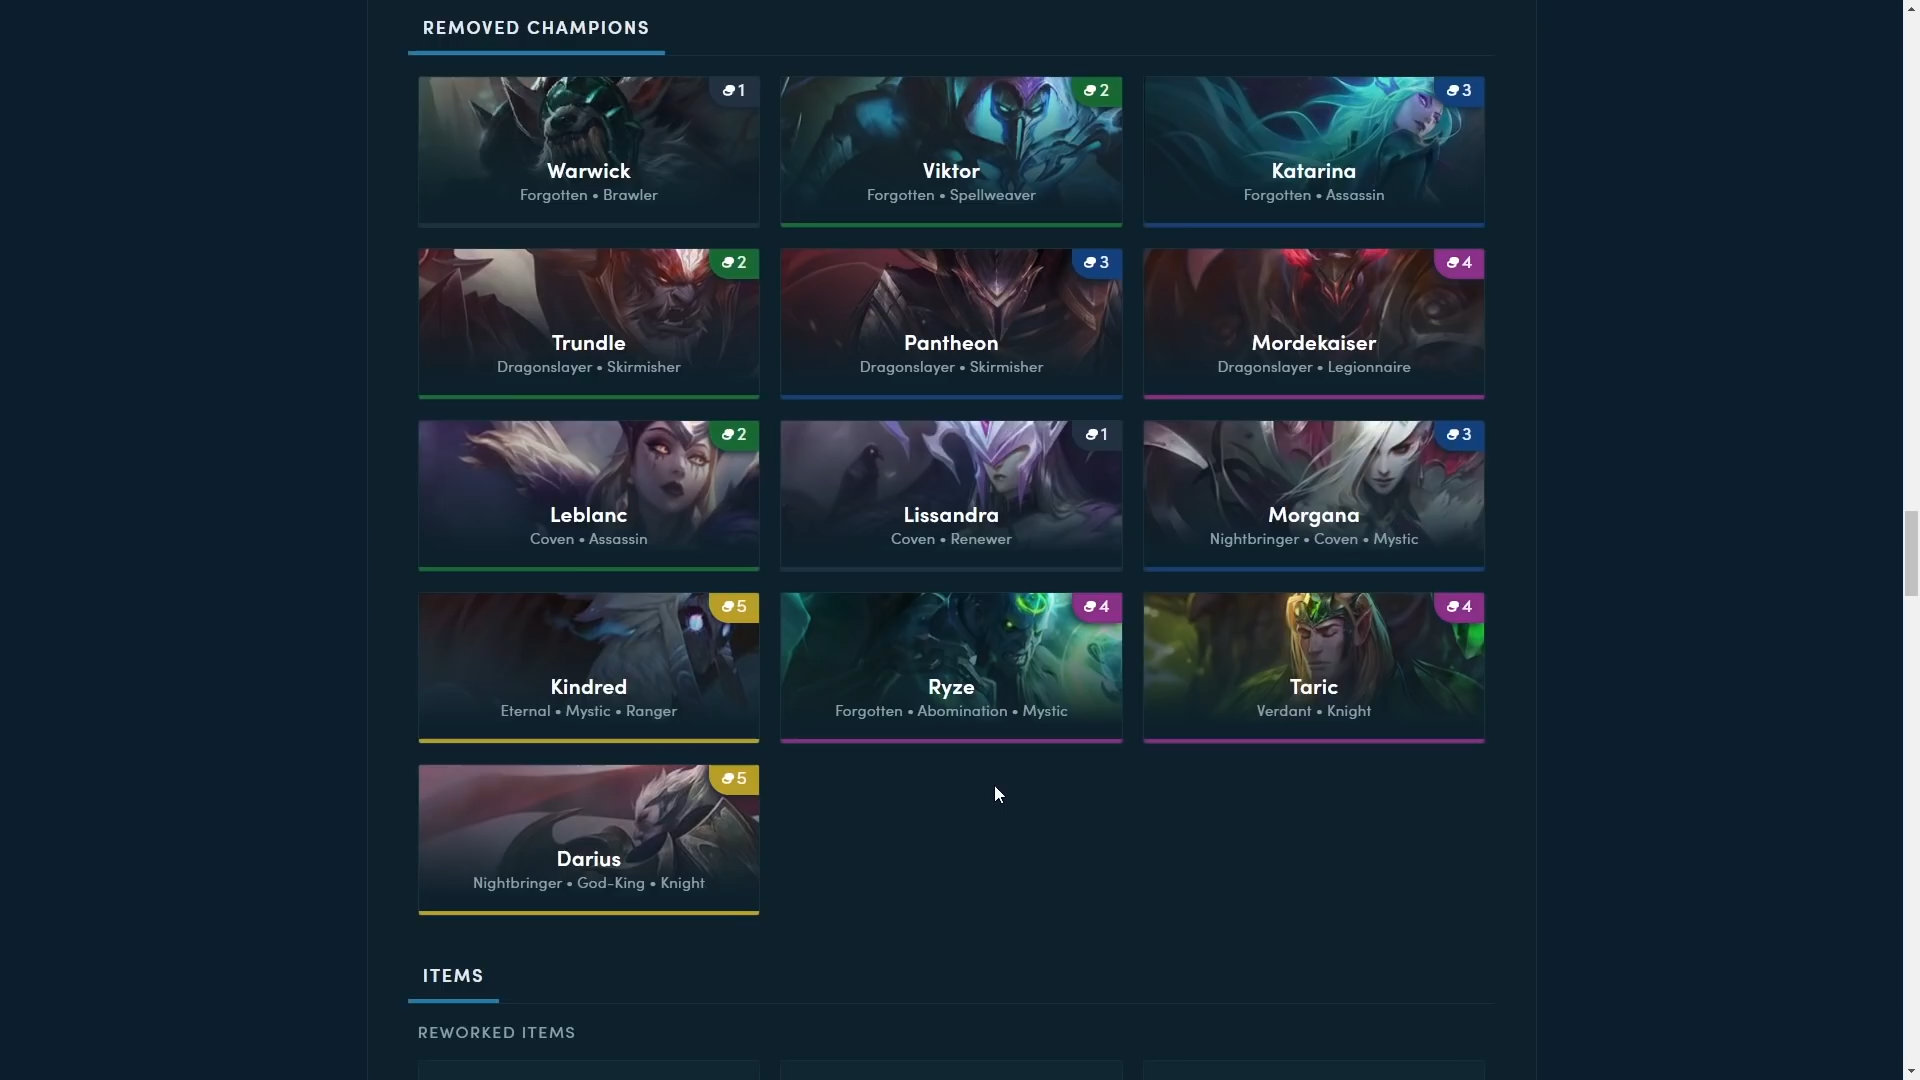 REMOVED CHAMPIONS
1
Warwick
Forgotten • Brawler
2
Viktor
Forgotten • Spellweaver
3
Katarina
Forgotten • Assassin
2
Trundle
Dragonslayer • Skirmisher
3
Pantheon
Dragonslayer • Skirmisher
4
Mordekaiser
Dragonslayer • Legionnaire
2
Leblanc
Coven • Assassin
1
Lissandra
Coven • Renewer
3
Morgana
Nightbringer • Coven • Mystic
5
Kindred
Eternal • Mystic • Ranger
4
Ryze
Forgotten • Abomination • Mystic
4
Taric
Verdant • Knight
5
Darius
Nightbringer • God-King • Knight
ITEMS
REWORKED ITEMS